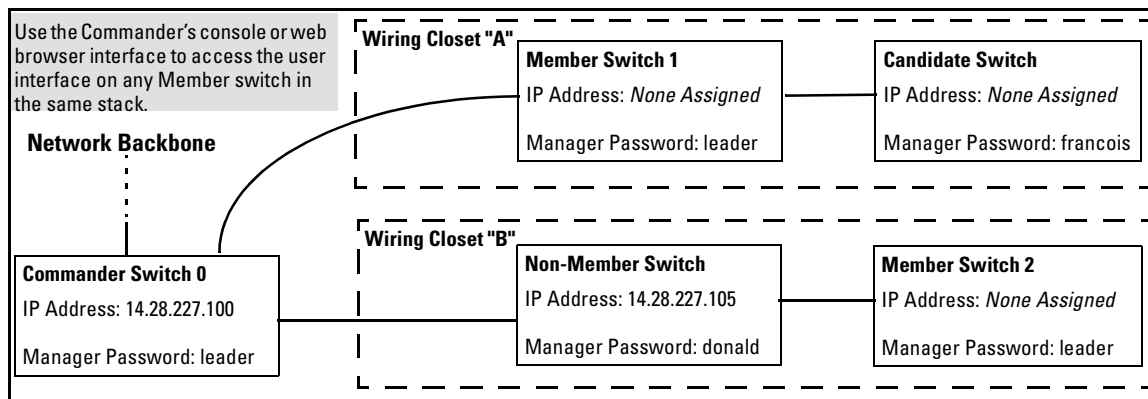 Use the Commander's console or web
browser interface to access the user
interface on any Member switch in
the same stack.
Network Backbone
Wiring Closet "A"
Member Switch 1
IP Address: None Assigned
Manager Password: leader
Candidate Switch
IP Address: None Assigned
Manager Password: francois
Wiring Closet "B"
Commander Switch 0
IP Address: 14.28.227.100
Manager Password: leader
Non-Member Switch
IP Address: 14.28.227.105
Manager Password: donald
Member Switch 2
IP Address: None Assigned
Manager Password: leader